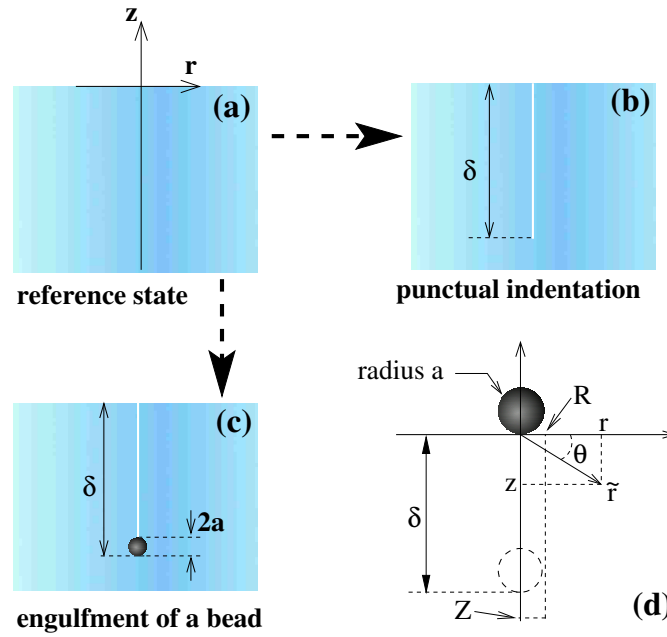 z
r
(a)
reference state
(b)
δ
punctual indentation
(c)
δ
2a
engulfment of a bead
radius a
R
r
θ
z
r̃
δ
Z
(d)